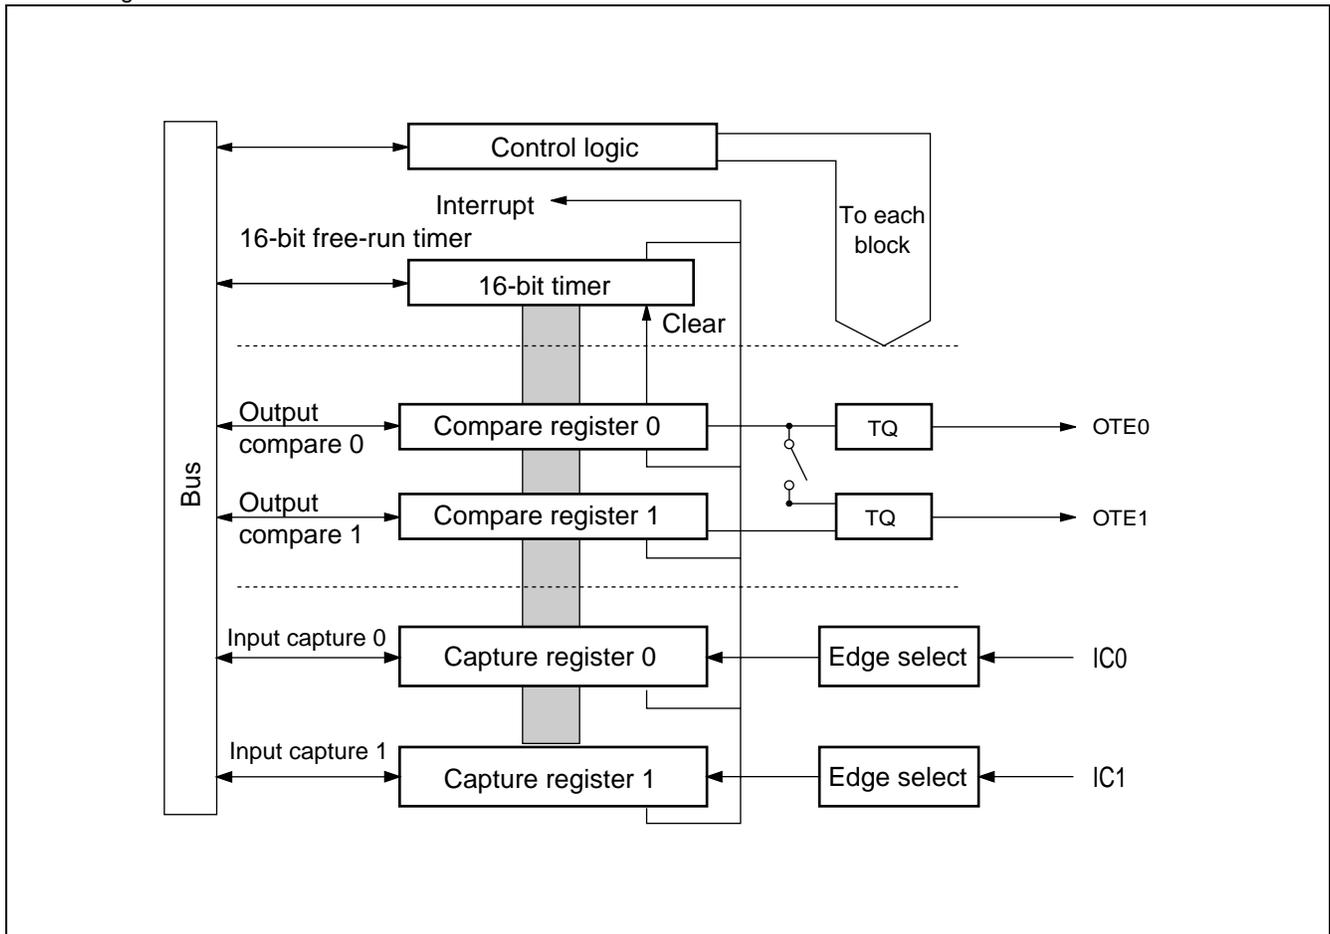 Control logic
Interrupt
To each
block
16-bit free-run timer
16-bit timer
Clear
Output
compare 0
Compare register 0
TQ
OTE0
Bus
Output
compare 1
Compare register 1
TQ
OTE1
Input capture 0
Capture register 0
Edge select
IC0
Input capture 1
Capture register 1
Edge select
IC1